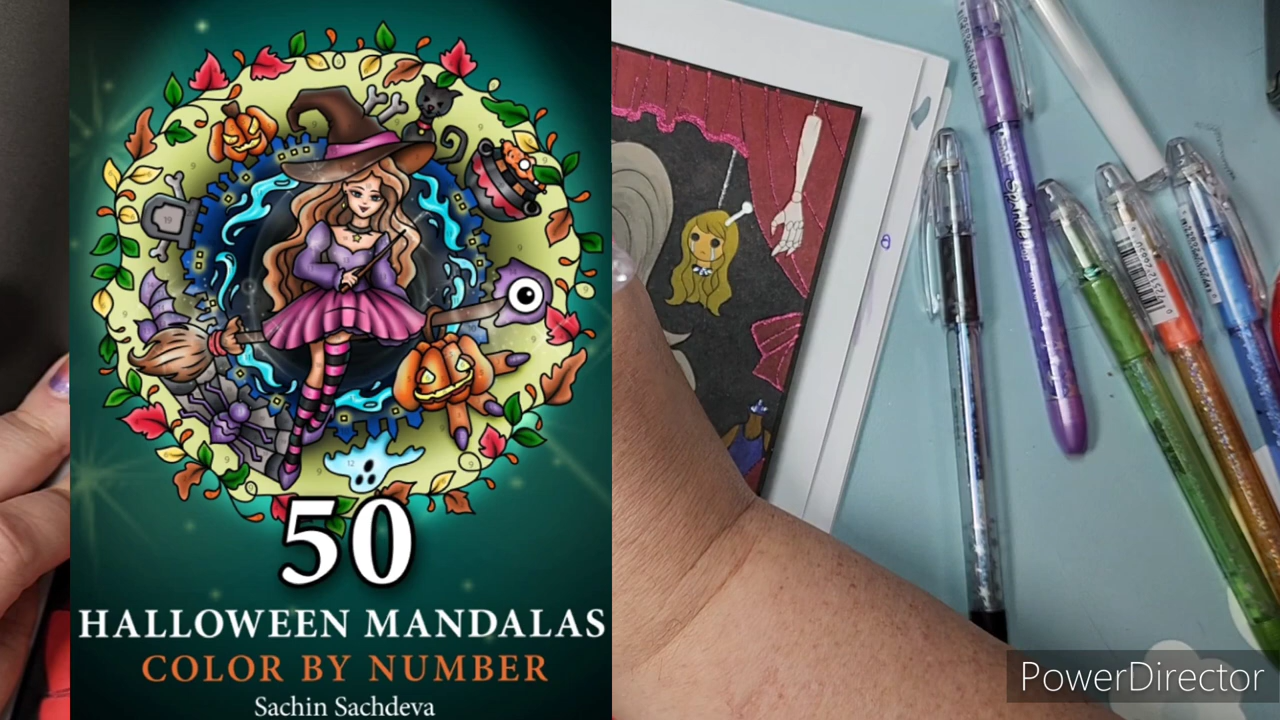 50
HALLOWEEN MANDALAS
COLOR BY NUMBER
Sachin Sachdeva
PowerDirector